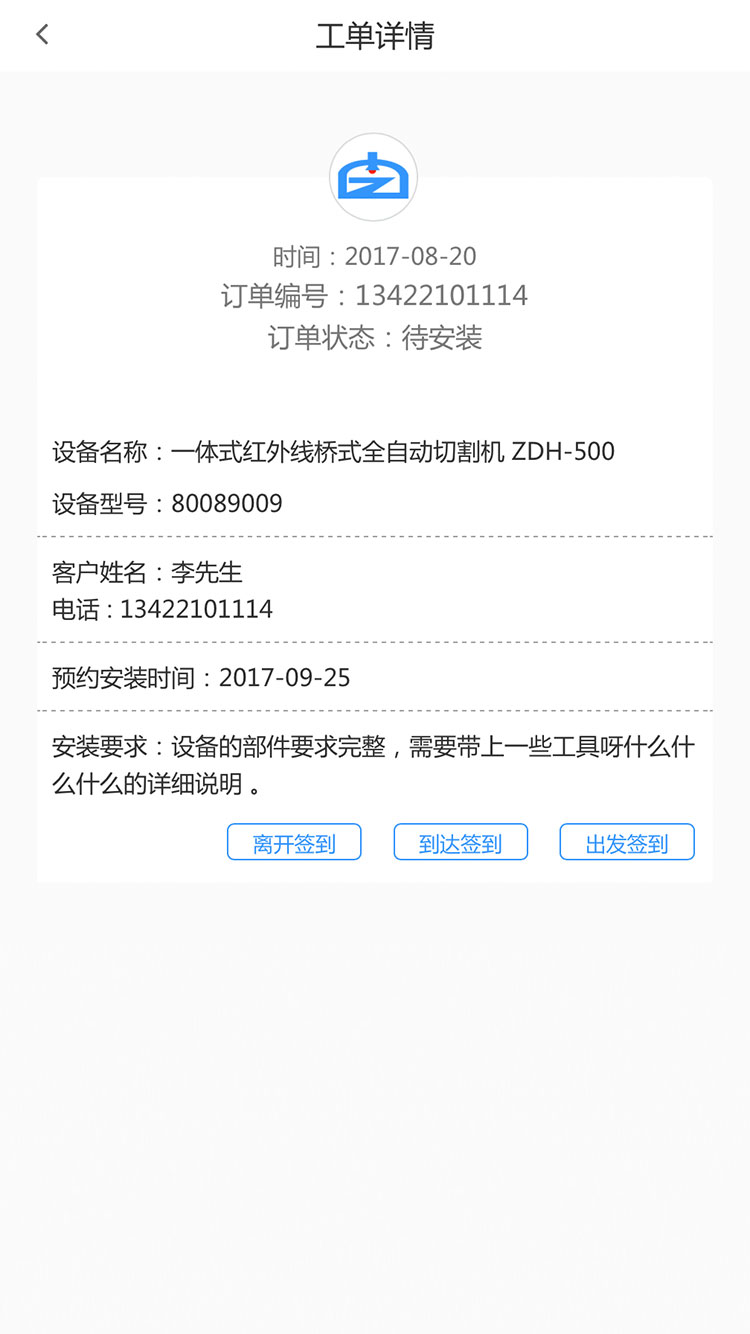 工单详情
时间：2017-08-20
订单编号：13422101114
订单状态：待安装
设备名称：一体式红外线桥式全自动切割机 ZDH-500
设备型号：80089009
客户姓名：李先生
电话：13422101114
预约安装时间：2017-09-25
安装要求：设备的部件要求完整，需要带上一些工具呀什么什
么什么的详细说明 。
离开签到 到达签到 出发签到